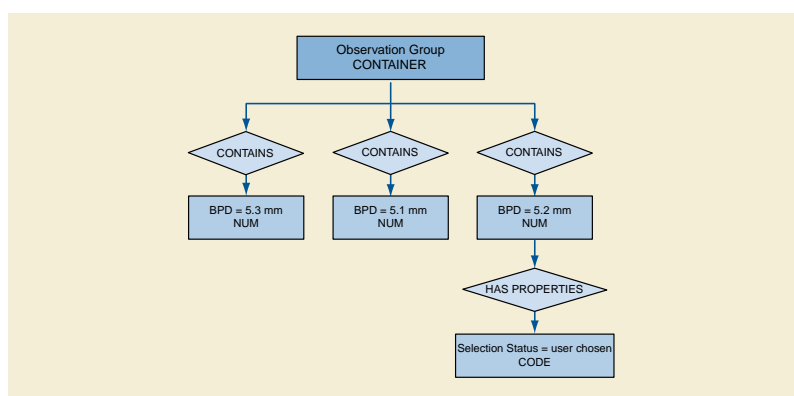 Observation Group
CONTAINER
CONTAINS
CONTAINS
CONTAINS
BPD = 5.3 mm
NUM
BPD = 5.1 mm
NUM
BPD = 5.2 mm
NUM
HAS PROPERTIES
Selection Status = user chosen
CODE